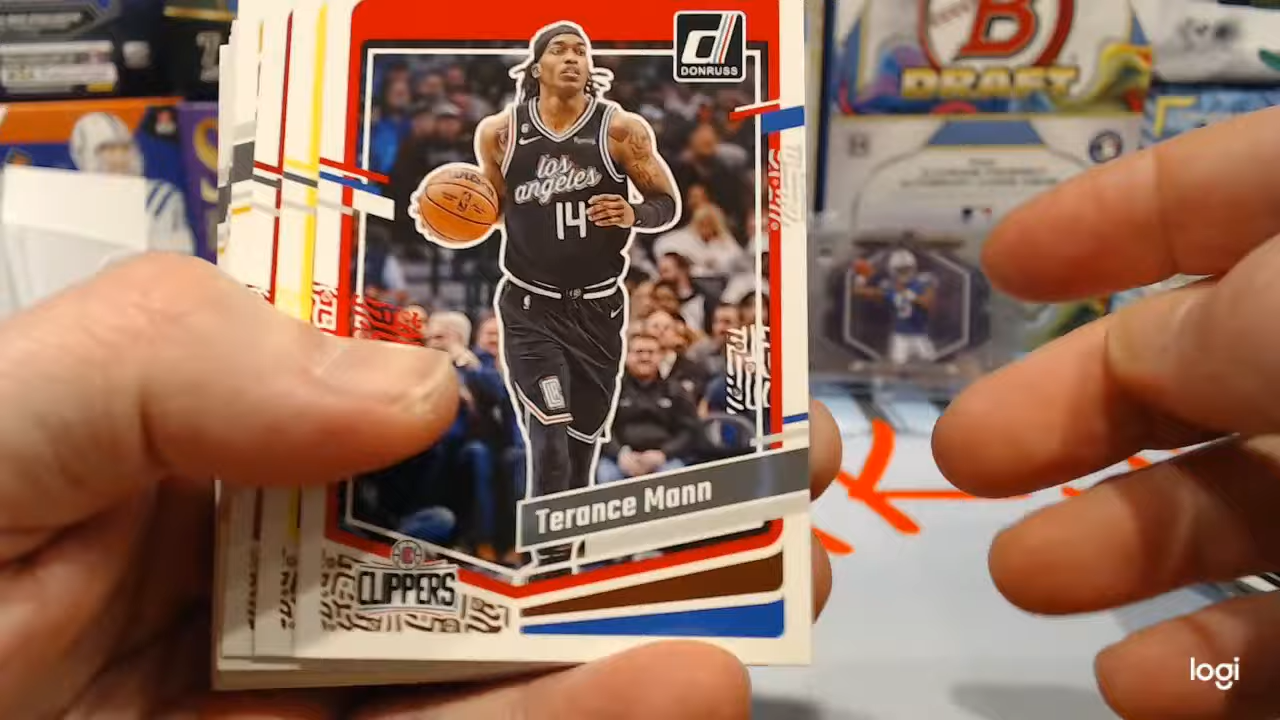 B
DRAFT
d
DONRUSS
los
angeles
14
Terance Mann
CLIPPERS
logi